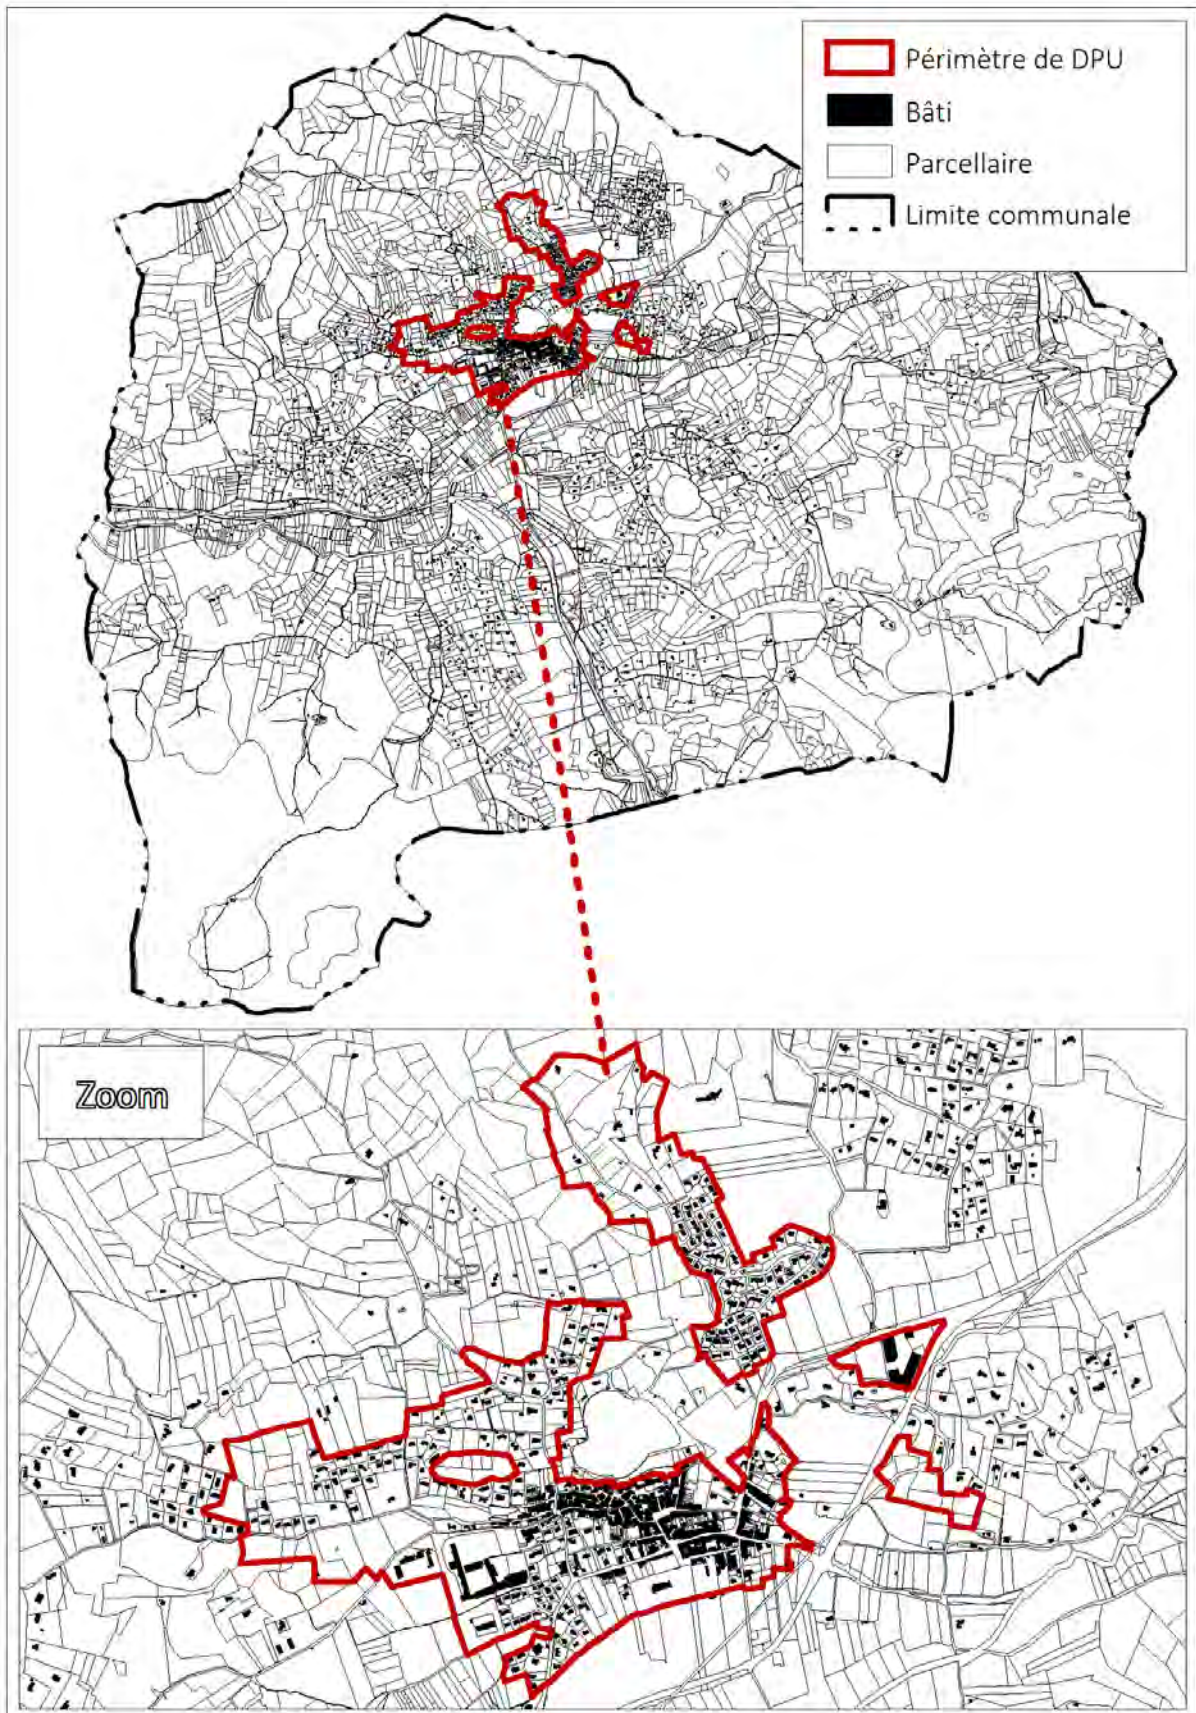 Périmètre de DPU
Bâti
Parcellaire
Limite communale
Zoom